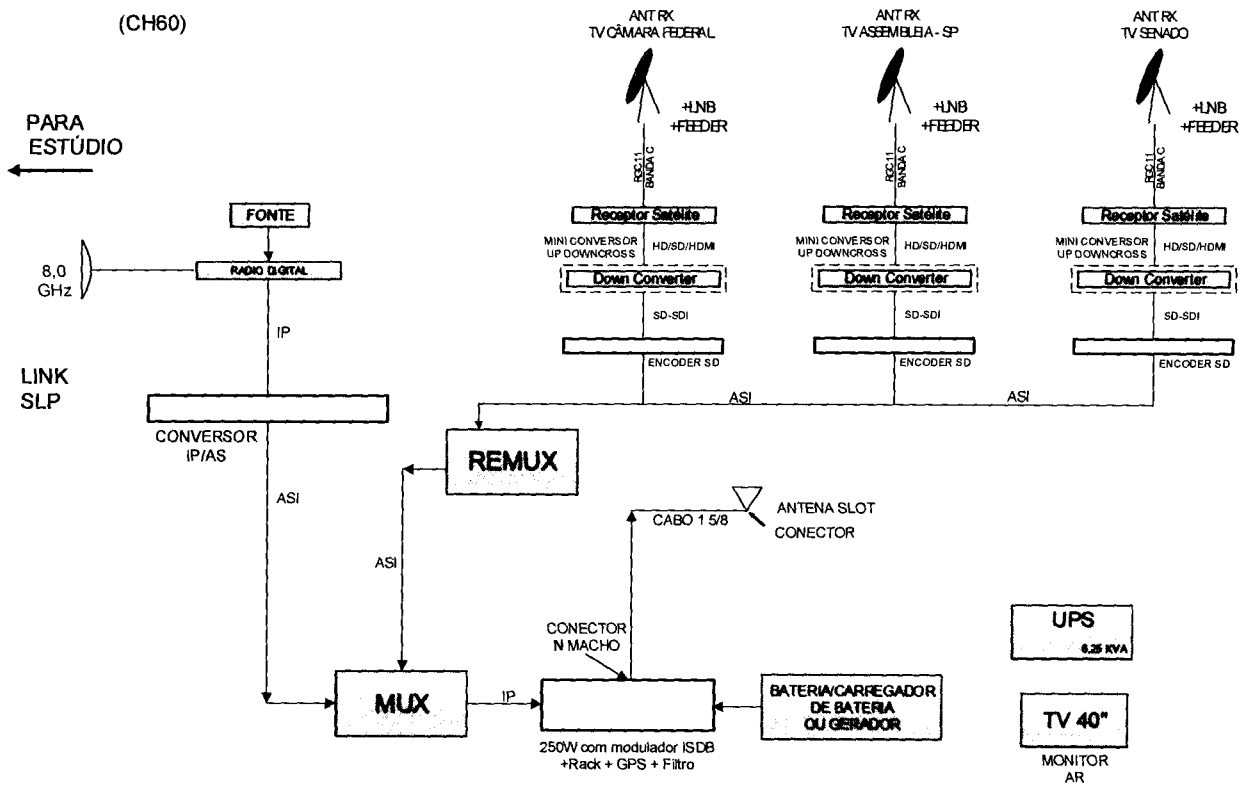 (CH60)
ANT RX
TV CÂMARA FEDERAL
ANT RX
TV ASSEMBLEIA - SP
ANT RX
TV SENADO
+LNB
+FEEDER
+LNB
+FEEDER
+LNB
+FEEDER
PARA
ESTÚDIO
RGC11
BANDA C
RGC11
BANDA C
RGC11
BANDA C
FONTE
Receptor Satélite
Receptor Satélite
Receptor Satélite
MINI CONVERSOR
UP DOWNCROSS
HD/SD/HDMI
MINI CONVERSOR
UP DOWNCROSS
HD/SD/HDMI
MINI CONVERSOR
UP DOWNCROSS
HD/SD/HDMI
8,0
GHz
RADIO DIGITAL
Down Converter
Down Converter
Down Converter
SD-SDI
SD-SDI
SD-SDI
IP
ENCODER SD
ENCODER SD
ENCODER SD
LINK
SLP
ASI
ASI
CONVERSOR
IP/AS
REMUX
ASI
CABO 1 5/8
ANTENA SLOT
CONECTOR
ASI
CONECTOR
N MACHO
UPS
6.25 KVA
MUX
IP
BATERIA/CARREGADOR
DE BATERIA
OU GERADOR
TV 40"
250W com modulador ISDB
+Rack + GPS + Filtro
MONITOR
AR